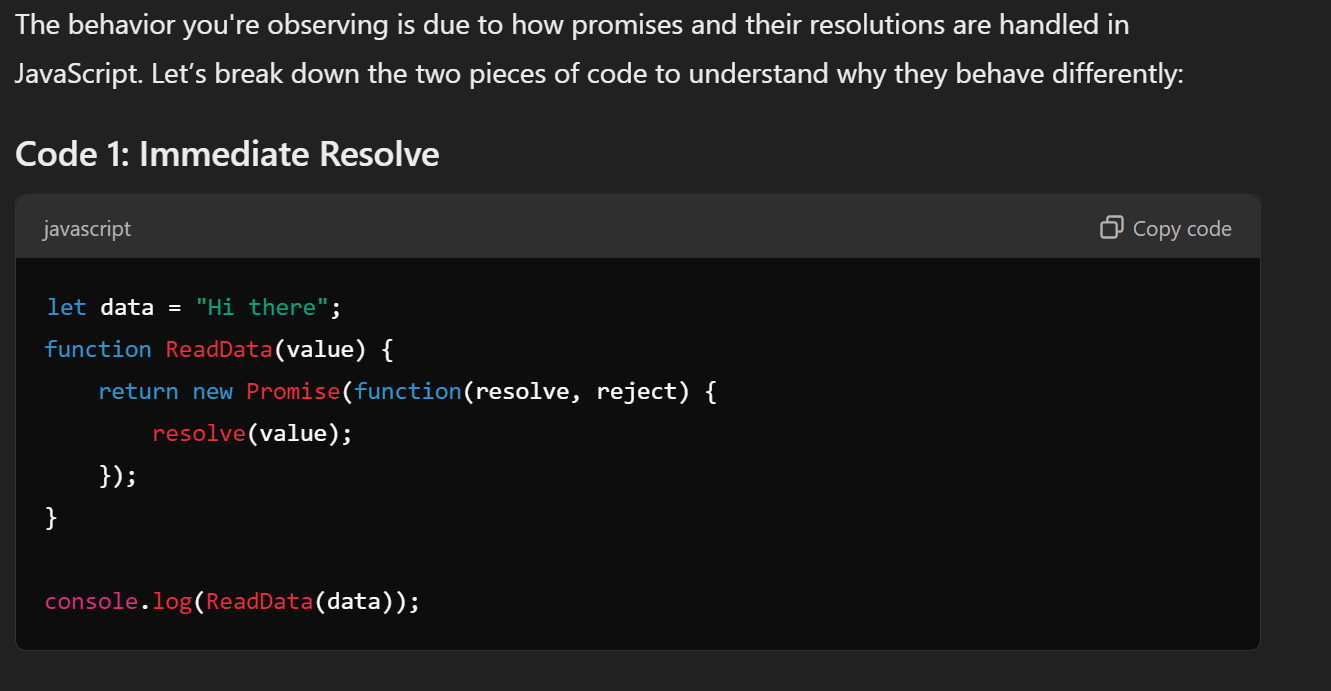 The behavior you're observing is due to how promises and their resolutions are handled in
JavaScript. Let’s break down the two pieces of code to understand why they behave differently:
Code 1: Immediate Resolve
javascript
Copy code
let data = "Hi there";
function ReadData(value) {
    return new Promise(function(resolve, reject) {
        resolve(value);
    });
}
console.log(ReadData(data));